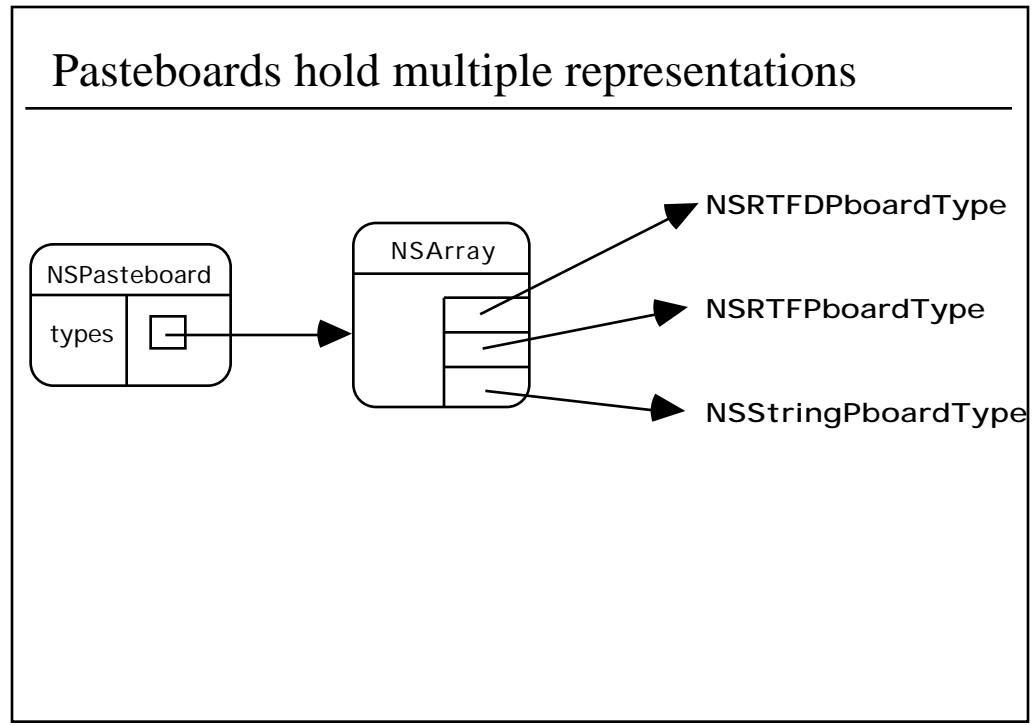 Pasteboards hold multiple representations
NSPasteboard
types
NSArray
NSRTFDPboardType
NSRTFPboardType
NSStringPboardType